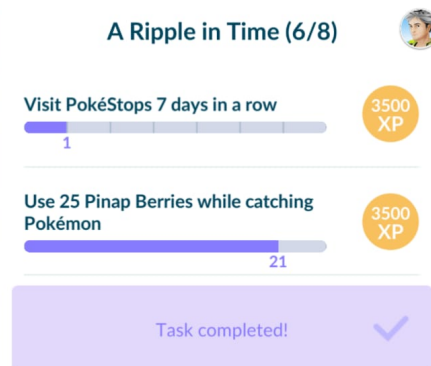 A Ripple in Time (6/8)
Visit PokéStops 7 days in a row
3500
XP
1
Use 25 Pinap Berries while catching
Pokémon
3500
XP
21
Task completed!